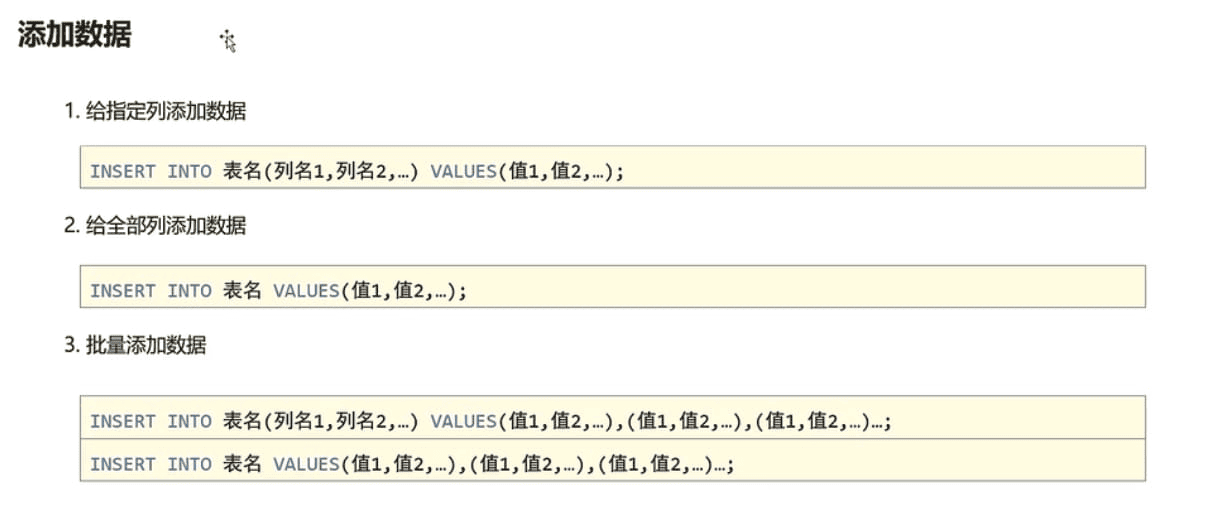 添加数据
1. 给指定列添加数据
INSERT INTO 表名(列名1,列名2,…) VALUES(值1,值2,…);
2. 给全部列添加数据
INSERT INTO 表名 VALUES(值1,值2,…);
3. 批量添加数据
INSERT INTO 表名(列名1,列名2,…) VALUES(值1,值2,…),(值1,值2,…),(值1,值2,…)…;
INSERT INTO 表名 VALUES(值1,值2,…),(值1,值2,…),(值1,值2,…)…;